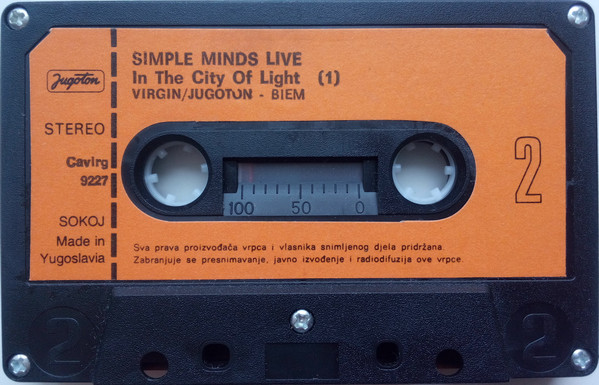 Jugoton
STEREO
Cavirg
9227
SOKOJ
Made in
Yugoslavia
SIMPLE MINDS LIVE
In The City Of Light (1)
VIRGIN/JUGOTON - BIEM
100 50 0
2
Sva prava proizvođača vrpca i vlasnika snimljenog djela pridržana.
Zabranjuje se presnimavanje, javno izvođenje i radiodifuzija ove vrpce.
2
2